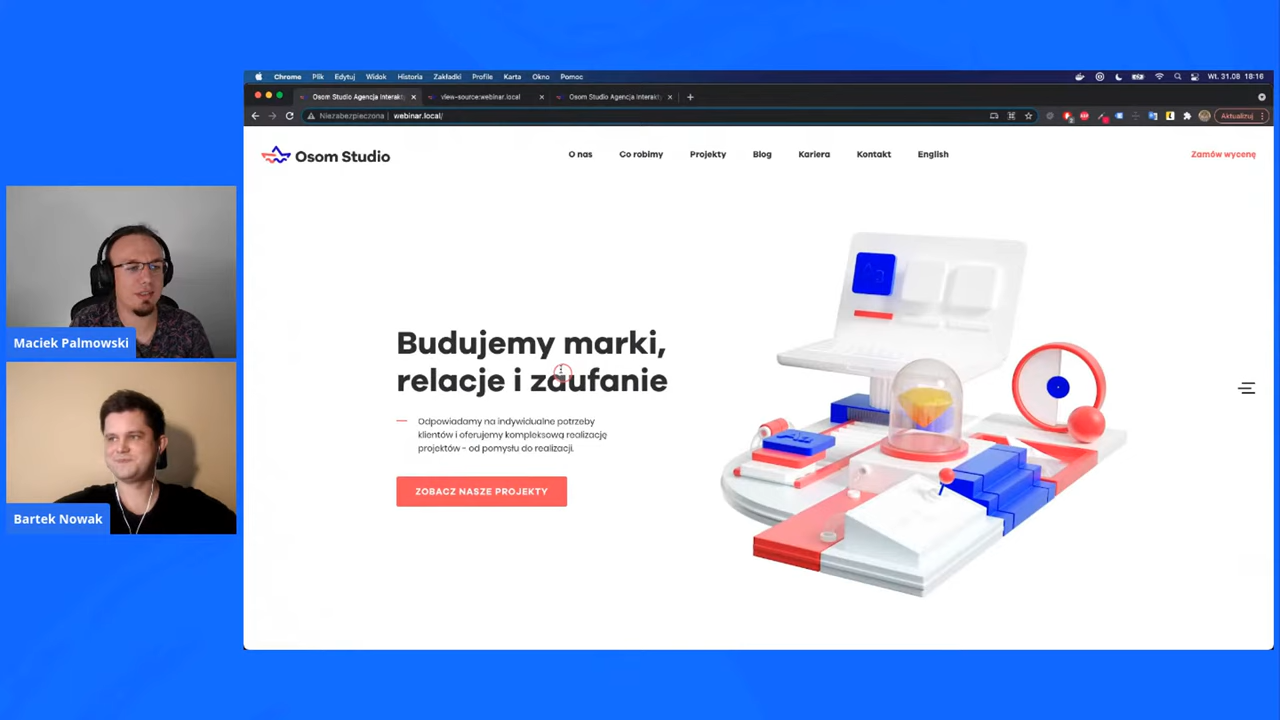 Chrome Plik Edytuj Widok Historia Zakładki Profile Karta Okno Pomoc Wt. 31.08 18:16
Osom Studio Agencja Interakty view-source:webinar.local Osom Studio Agencja Interakty
Niezabezpieczona webinar.local/ Aktualizuj
Osom Studio O nas Co robimy Projekty Blog Kariera Kontakt English Zamów wycenę
Budujemy marki,
relacje i zaufanie
Odpowiadamy na indywidualne potrzeby
klientów i oferujemy kompleksową realizację
projektów - od pomysłu do realizacji.
ZOBACZ NASZE PROJEKTY
Maciek Palmowski
Bartek Nowak